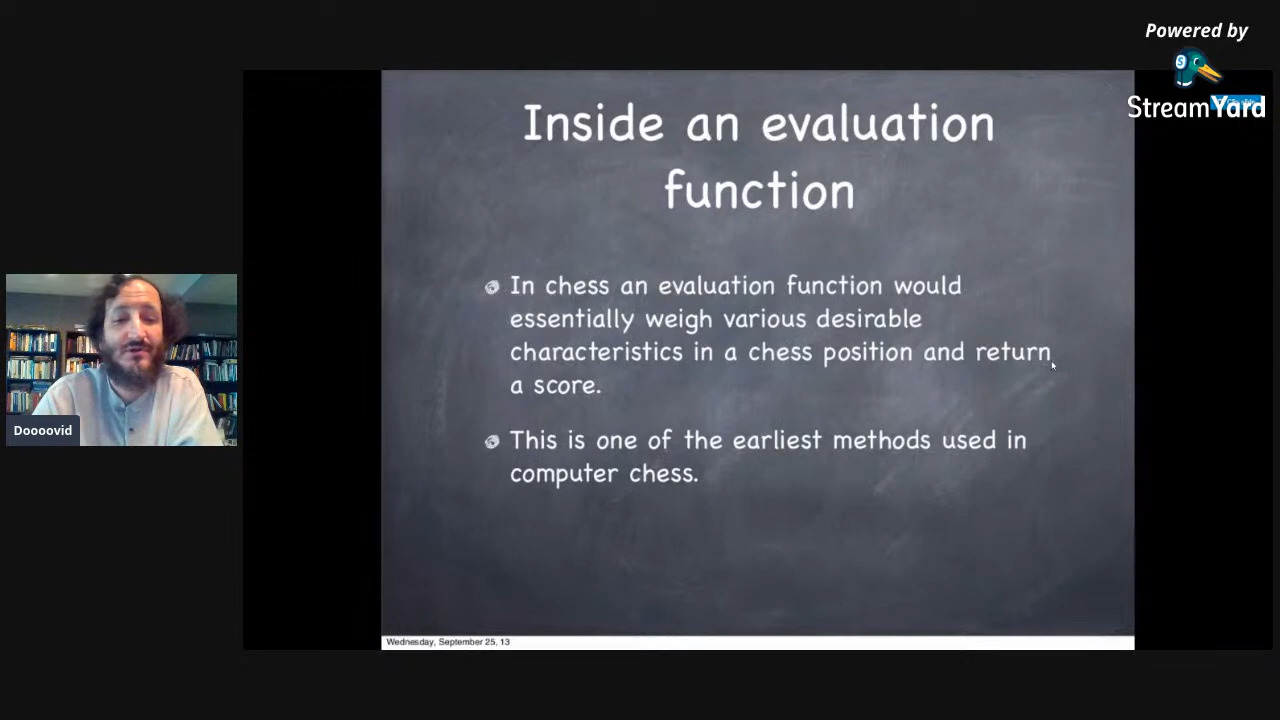 Powered by
StreamYard
Inside an evaluation
function
In chess an evaluation function would
essentially weigh various desirable
characteristics in a chess position and return
a score.
This is one of the earliest methods used in
computer chess.
Doooovid
Wednesday, September 25, 13